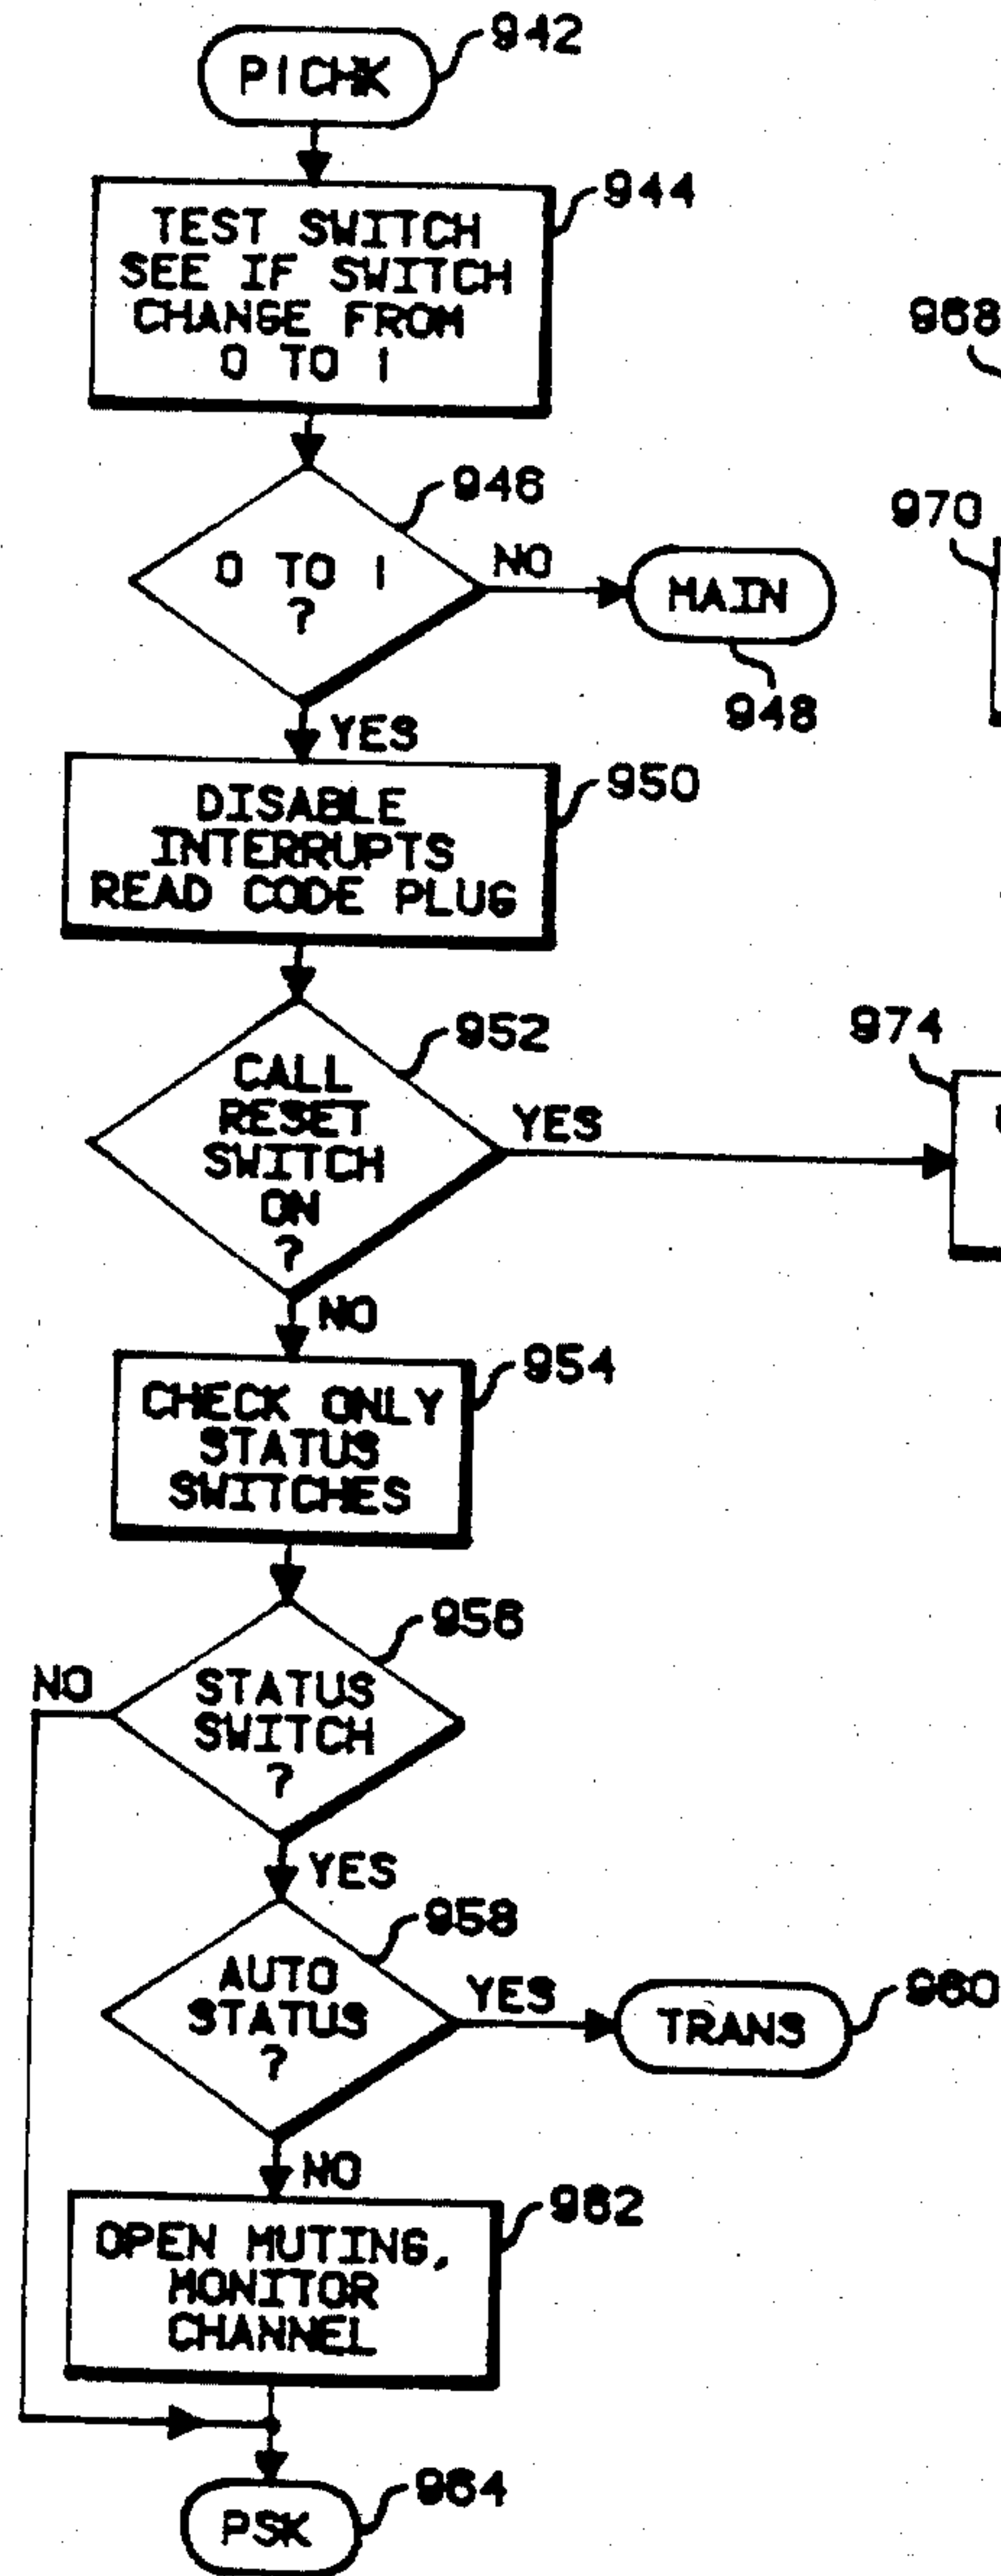 PICHK
942
TEST SWITCH
SEE IF SWITCH
CHANGE FROM
0 TO 1
944
0 TO 1
?
946
NO
MAIN
948
YES
DISABLE
INTERRUPTS
READ CODE PLUG
950
CALL
RESET
SWITCH
ON
?
952
YES
NO
CHECK ONLY
STATUS
SWITCHES
954
STATUS
SWITCH
?
956
NO
YES
AUTO
STATUS
?
958
YES
TRANS
960
NO
OPEN MUTING,
MONITOR
CHANNEL
962
PSK
964
968
970
974